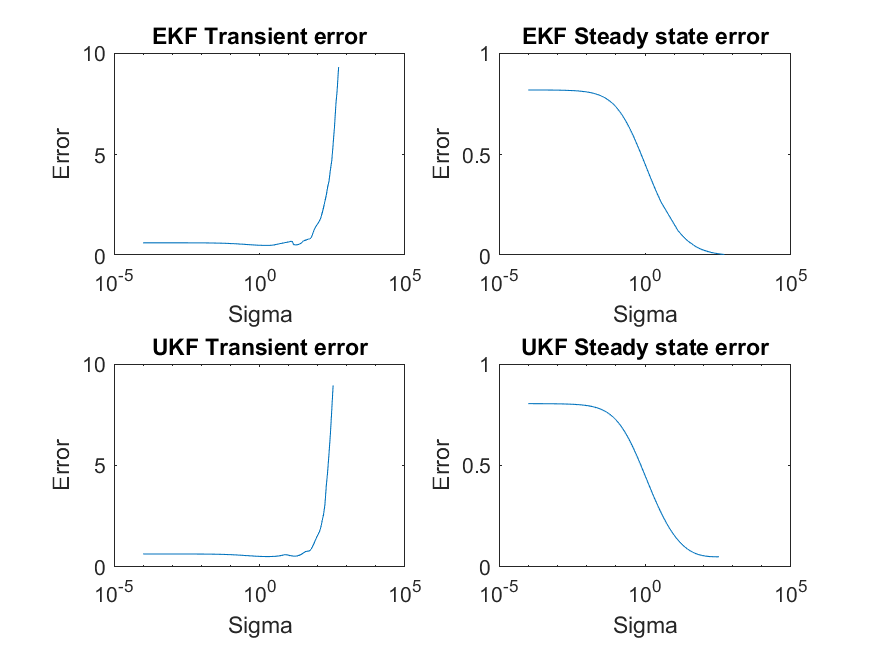 EKF Transient error
10
5
0
Error
10^-5
10^0
10^5
Sigma
EKF Steady state error
1
0.5
0
Error
10^-5
10^0
10^5
Sigma
UKF Transient error
10
5
0
Error
10^-5
10^0
10^5
Sigma
UKF Steady state error
1
0.5
0
Error
10^-5
10^0
10^5
Sigma